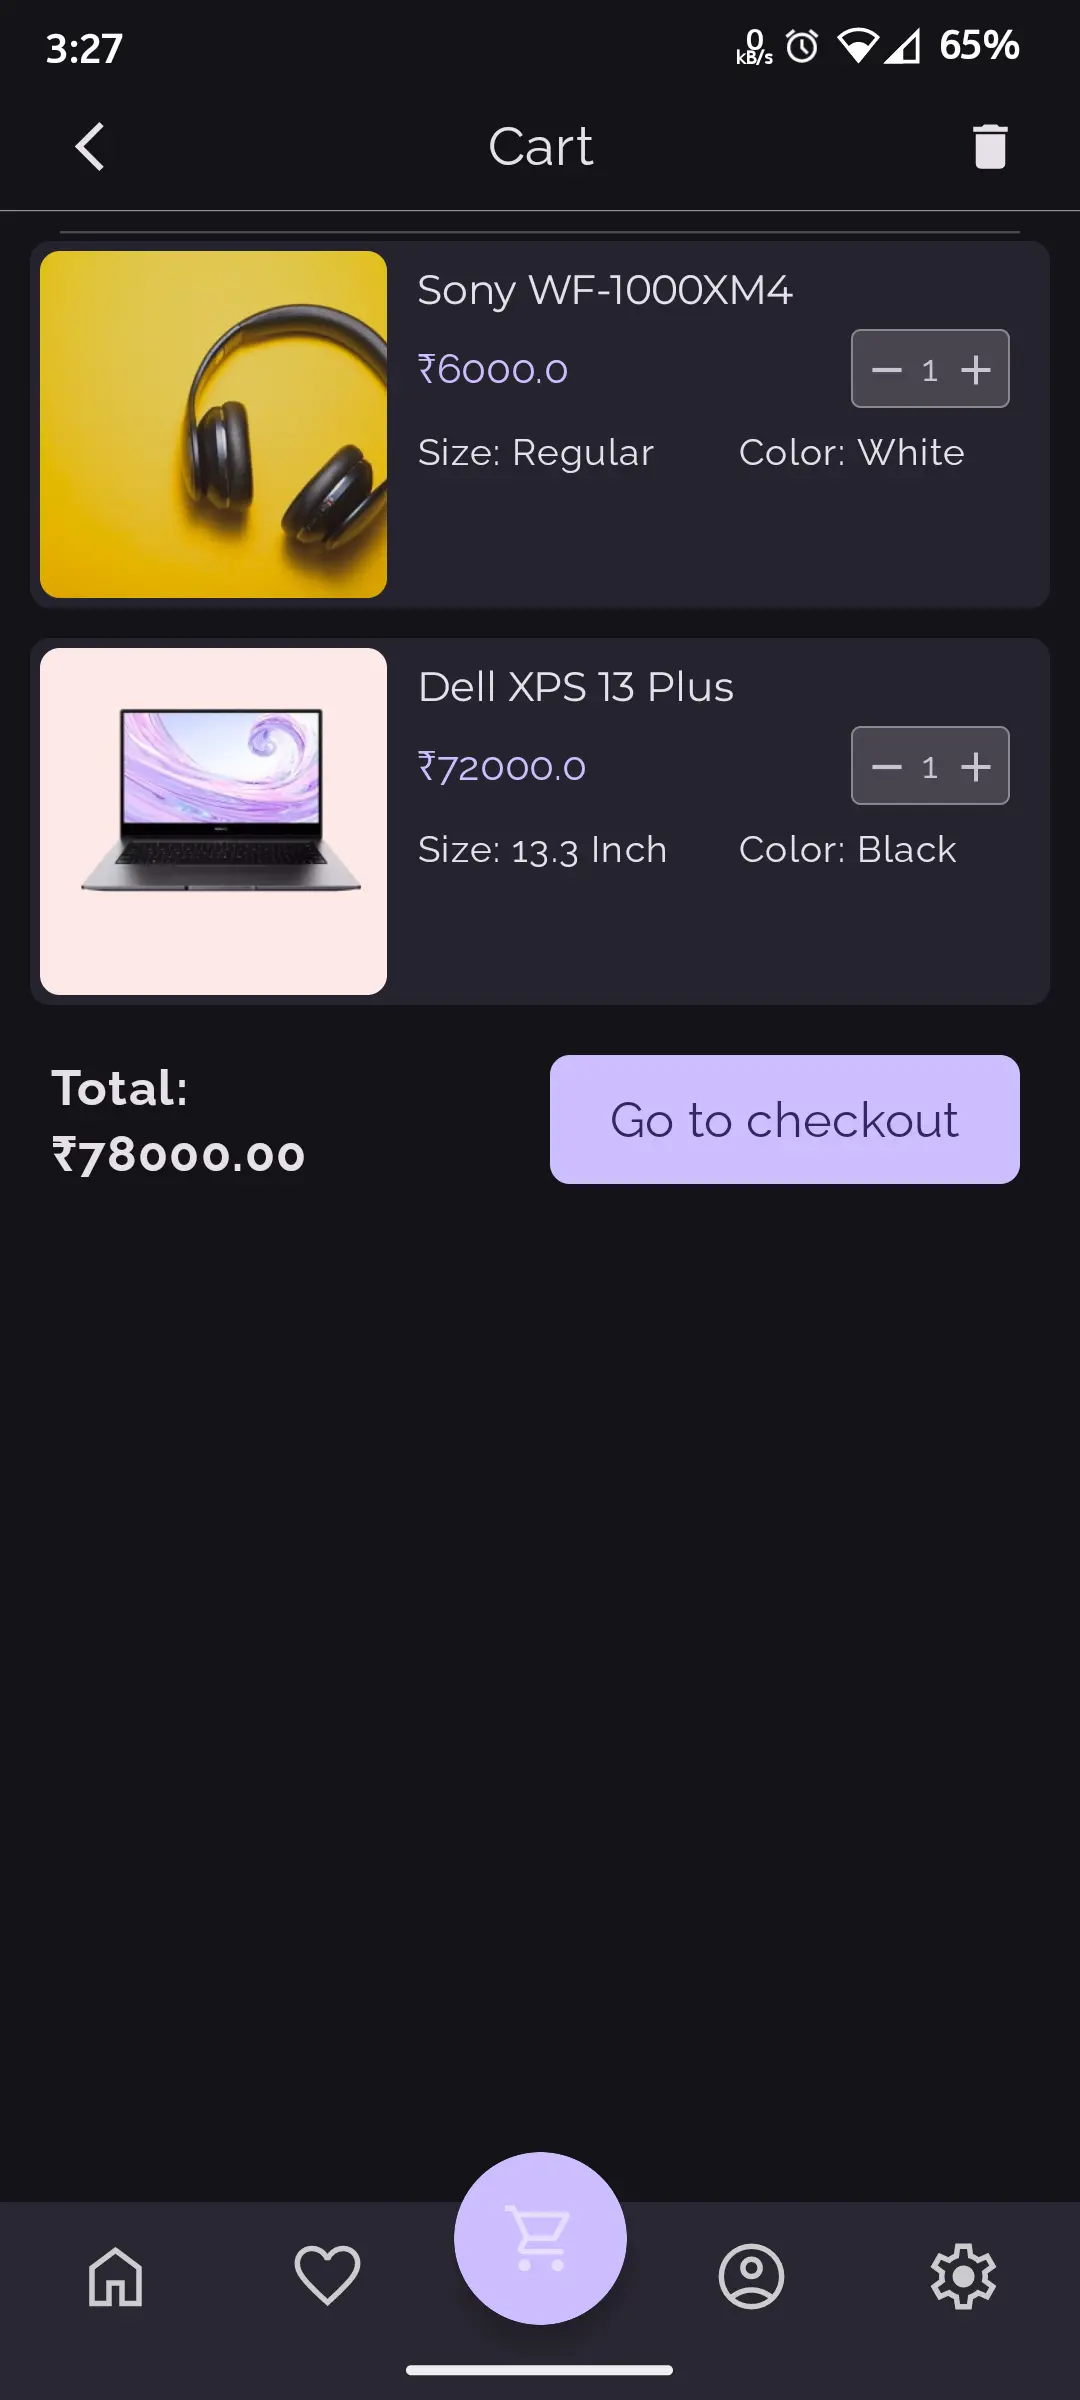 3:27
0 kB/s 65%
Cart
Sony WF-1000XM4
₹6000.0
1
Size: Regular Color: White
Dell XPS 13 Plus
₹72000.0
1
Size: 13.3 Inch Color: Black
Total:
₹78000.00
Go to checkout